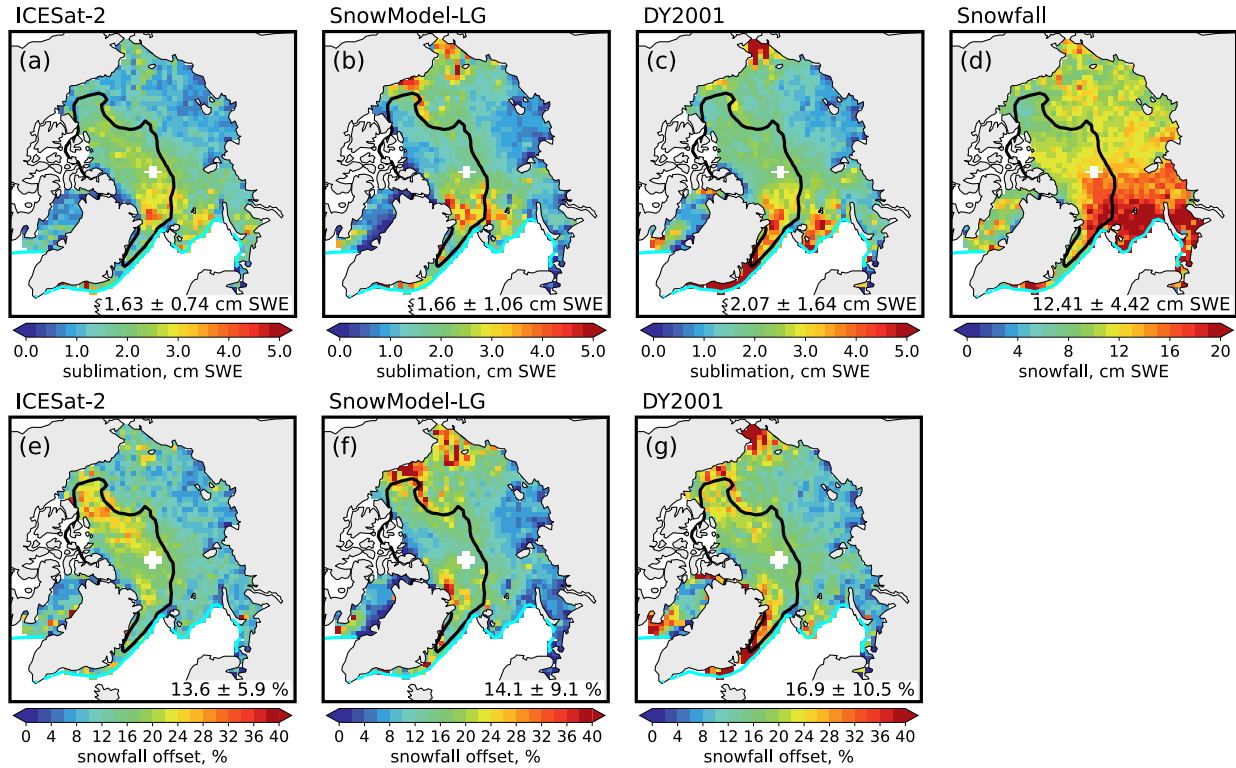 ICESat-2 SnowModel-LG DY2001 Snowfall
(a) (b) (c) (d)
1.63 ± 0.74 cm SWE 1.66 ± 1.06 cm SWE 2.07 ± 1.64 cm SWE 12.41 ± 4.42 cm SWE
0.0 1.0 2.0 3.0 4.0 5.0 0.0 1.0 2.0 3.0 4.0 5.0 0.0 1.0 2.0 3.0 4.0 5.0 0 4 8 12 16 20
sublimation, cm SWE sublimation, cm SWE sublimation, cm SWE snowfall, cm SWE
ICESat-2 SnowModel-LG DY2001
(e) (f) (g)
13.6 ± 5.9 % 14.1 ± 9.1 % 16.9 ± 10.5 %
0 4 8 12 16 20 24 28 32 36 40 0 4 8 12 16 20 24 28 32 36 40 0 4 8 12 16 20 24 28 32 36 40
snowfall offset, % snowfall offset, % snowfall offset, %